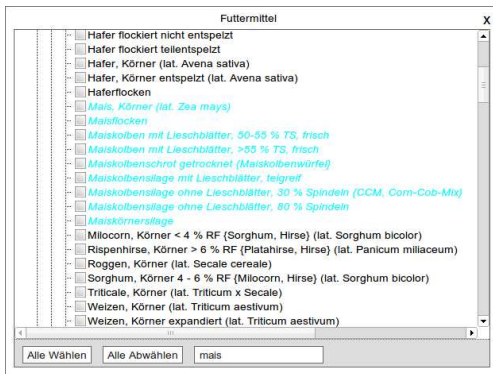 Futtermittel
X
Hafer flockiert nicht entspelzt
Hafer flockiert teilentspelzt
Hafer, Körner (lat. Avena sativa)
Hafer, Körner entspelzt (lat. Avena sativa)
Haferflocken
Mais, Körner (lat. Zea mays)
Maisflocken
Maiskolben mit Lieschblätter, 50-55 % TS, frisch
Maiskolben mit Lieschblätter, >55 % TS, frisch
Maiskolbenschrot getrocknet {Maiskolbenwürfel}
Maiskolbensilage mit Lieschblätter, teigreif
Maiskolbensilage ohne Lieschblätter, 30 % Spindeln {CCM, Corn-Cob-Mix}
Maiskolbensilage ohne Lieschblätter, 80 % Spindeln
Maiskörnersilage
Milocorn, Körner < 4 % RF {Sorghum, Hirse} (lat. Sorghum bicolor)
Rispenhirse, Körner > 6 % RF {Platahirse, Hirse} (lat. Panicum miliaceum)
Roggen, Körner (lat. Secale cereale)
Sorghum, Körner 4 - 6 % RF {Milocorn, Hirse} (lat. Sorghum bicolor)
Triticale, Körner (lat. Triticum x Secale)
Weizen, Körner (lat. Triticum aestivum)
Weizen, Körner expandiert (lat. Triticum aestivum)
Alle Wählen
Alle Abwählen
mais